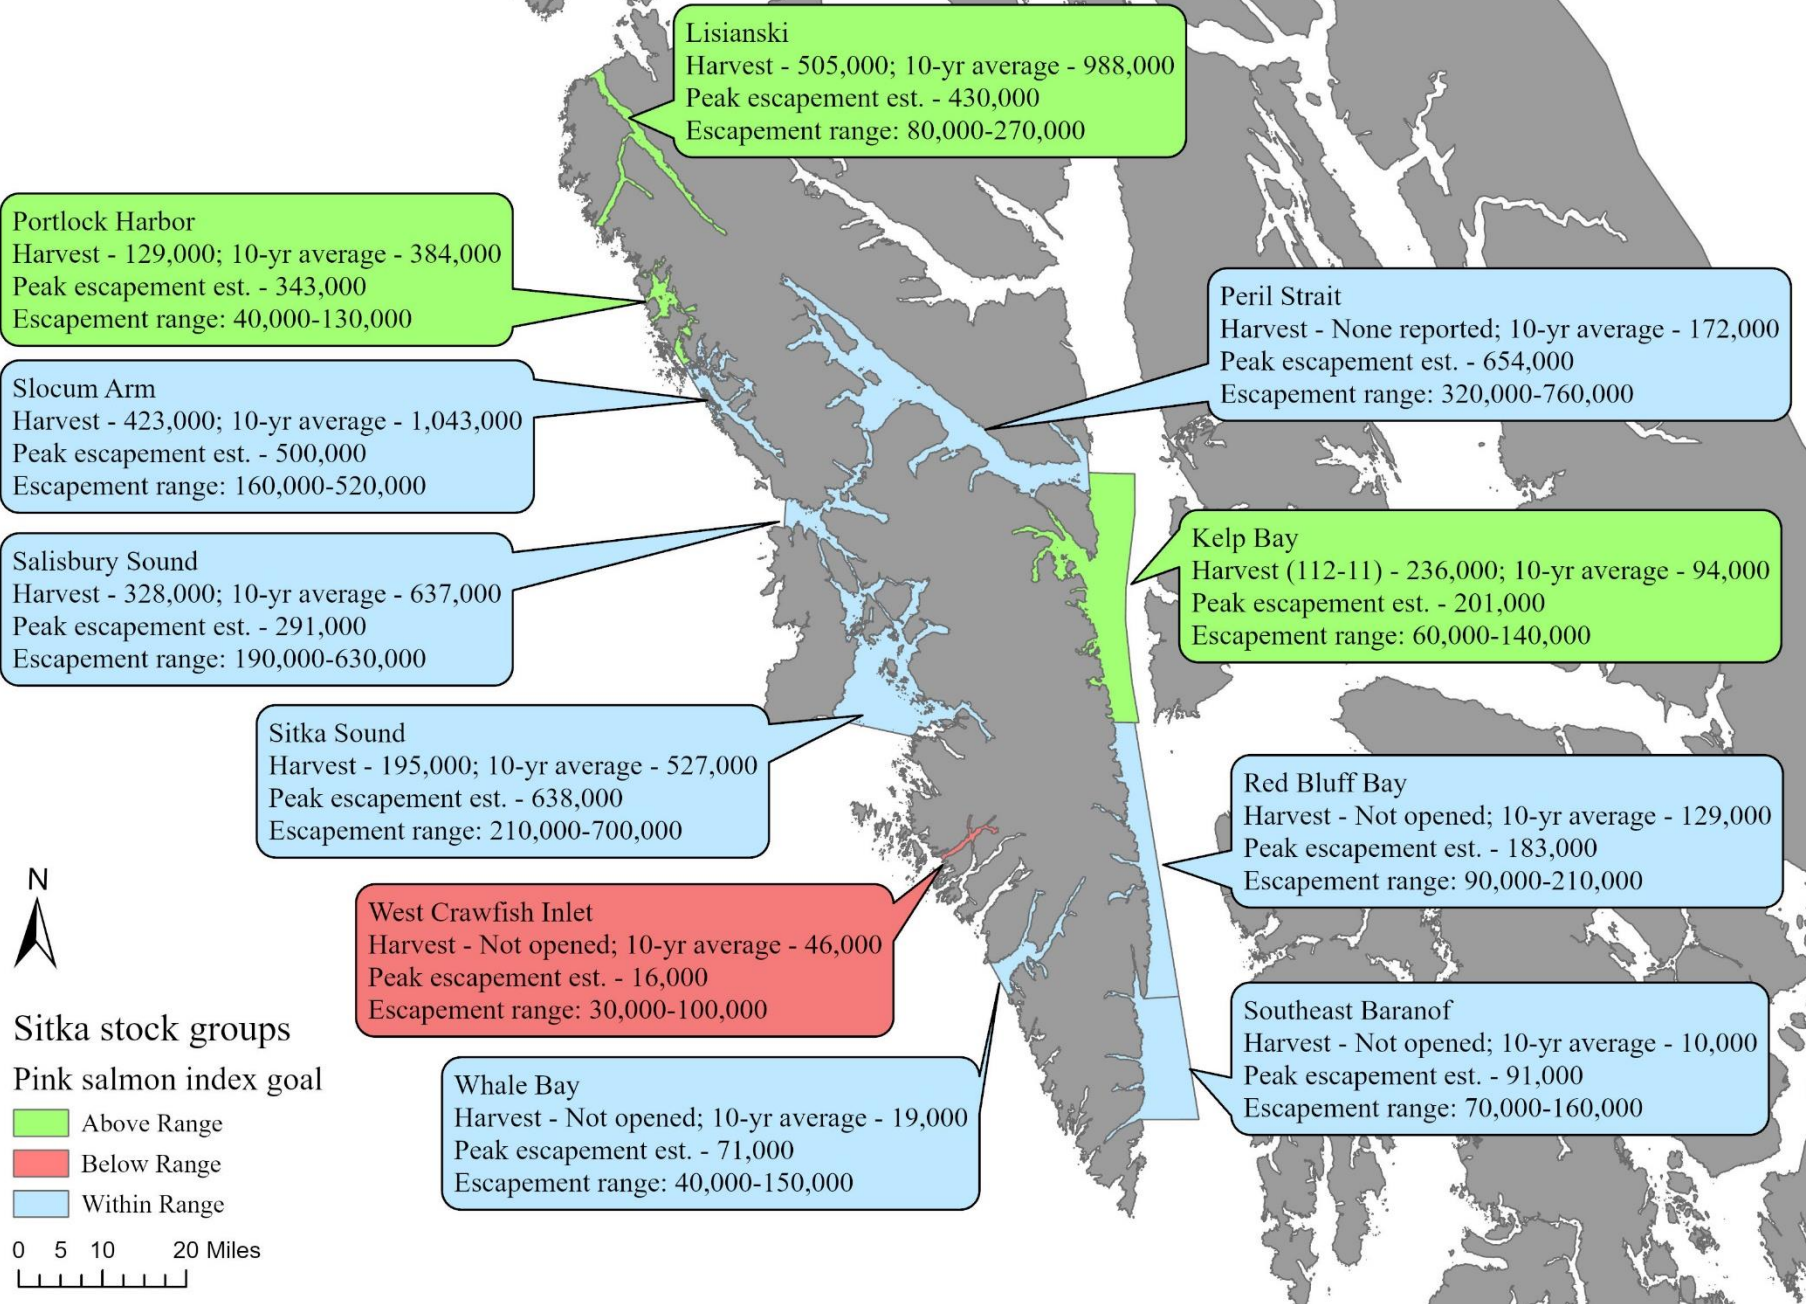 Lisianski
Harvest - 505,000; 10-yr average - 988,000
Peak escapement est. - 430,000
Escapement range: 80,000-270,000
Portlock Harbor
Harvest - 129,000; 10-yr average - 384,000
Peak escapement est. - 343,000
Escapement range: 40,000-130,000
Peril Strait
Harvest - None reported; 10-yr average - 172,000
Peak escapement est. - 654,000
Escapement range: 320,000-760,000
Slocum Arm
Harvest - 423,000; 10-yr average - 1,043,000
Peak escapement est. - 500,000
Escapement range: 160,000-520,000
Kelp Bay
Harvest (112-11) - 236,000; 10-yr average - 94,000
Peak escapement est. - 201,000
Escapement range: 60,000-140,000
Salisbury Sound
Harvest - 328,000; 10-yr average - 637,000
Peak escapement est. - 291,000
Escapement range: 190,000-630,000
Sitka Sound
Harvest - 195,000; 10-yr average - 527,000
Peak escapement est. - 638,000
Escapement range: 210,000-700,000
Red Bluff Bay
Harvest - Not opened; 10-yr average - 129,000
Peak escapement est. - 183,000
Escapement range: 90,000-210,000
West Crawfish Inlet
Harvest - Not opened; 10-yr average - 46,000
Peak escapement est. - 16,000
Escapement range: 30,000-100,000
Southeast Baranof
Harvest - Not opened; 10-yr average - 10,000
Peak escapement est. - 91,000
Escapement range: 70,000-160,000
Whale Bay
Harvest - Not opened; 10-yr average - 19,000
Peak escapement est. - 71,000
Escapement range: 40,000-150,000
N
Sitka stock groups
Pink salmon index goal
Above Range
Below Range
Within Range
0 5 10 20 Miles